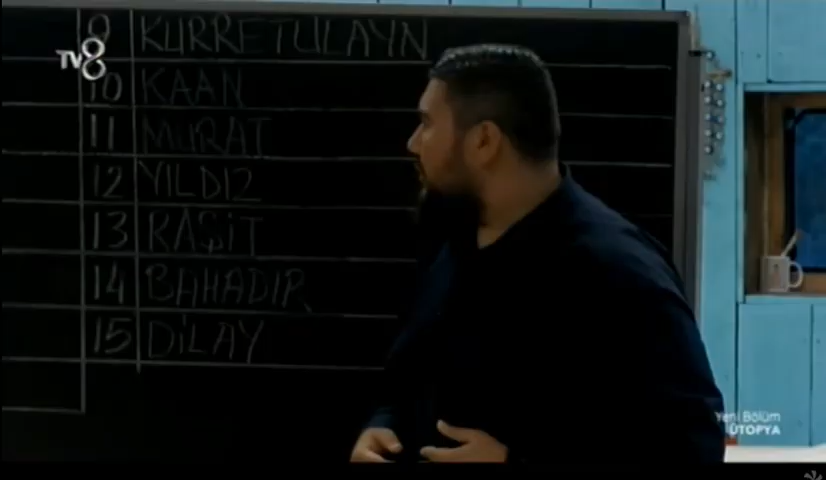 TV8
9 KURRETULAYN
10 KAAN
11 MURAT
12 YILDIZ
13 RAŞİT
14 BAHADIR
15 DİLAY
Yeni Bölüm
ÜTOPYA